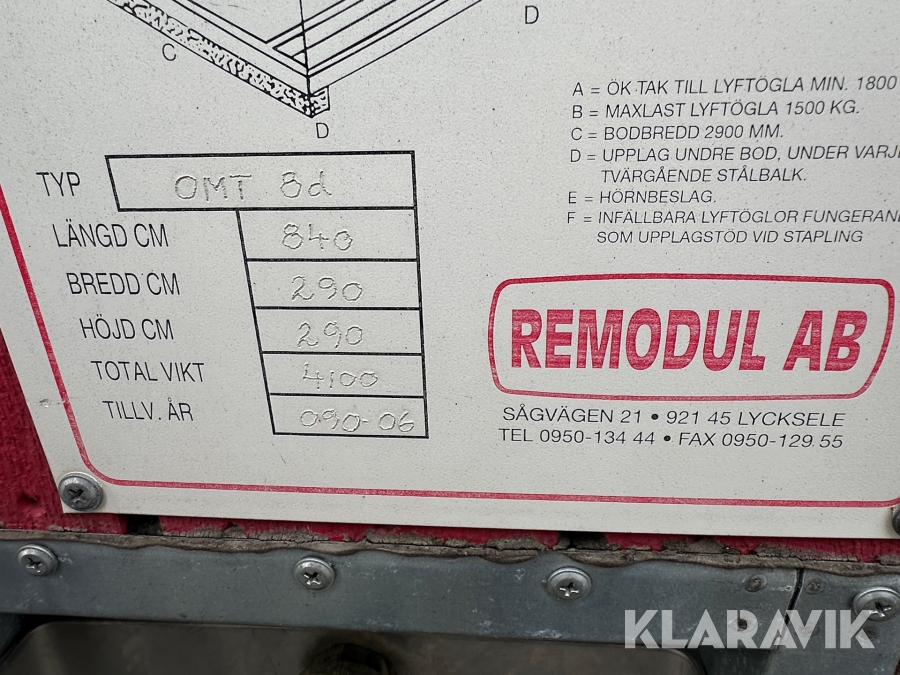 C
D
D
A = ÖK TAK TILL LYFTÖGLA MIN. 1800
B = MAXLAST LYFTÖGLA 1500 KG.
C = BODBREDD 2900 MM.
D = UPPLAG UNDRE BOD, UNDER VARJE
TVÄRGÅENDE STÅLBALK.
E = HÖRNBESLAG.
F = INFÄLLBARA LYFTÖGLOR FUNGERAN
SOM UPPLAGSTÖD VID STAPLING
TYP OMT 8d
LÄNGD CM 840
BREDD CM 290
HÖJD CM 290
TOTAL VIKT 4100
TILLV. ÅR 090-06
REMODUL AB
SÅGVÄGEN 21 • 921 45 LYCKSELE
TEL 0950-134 44 • FAX 0950-129 55
KLARAVIK